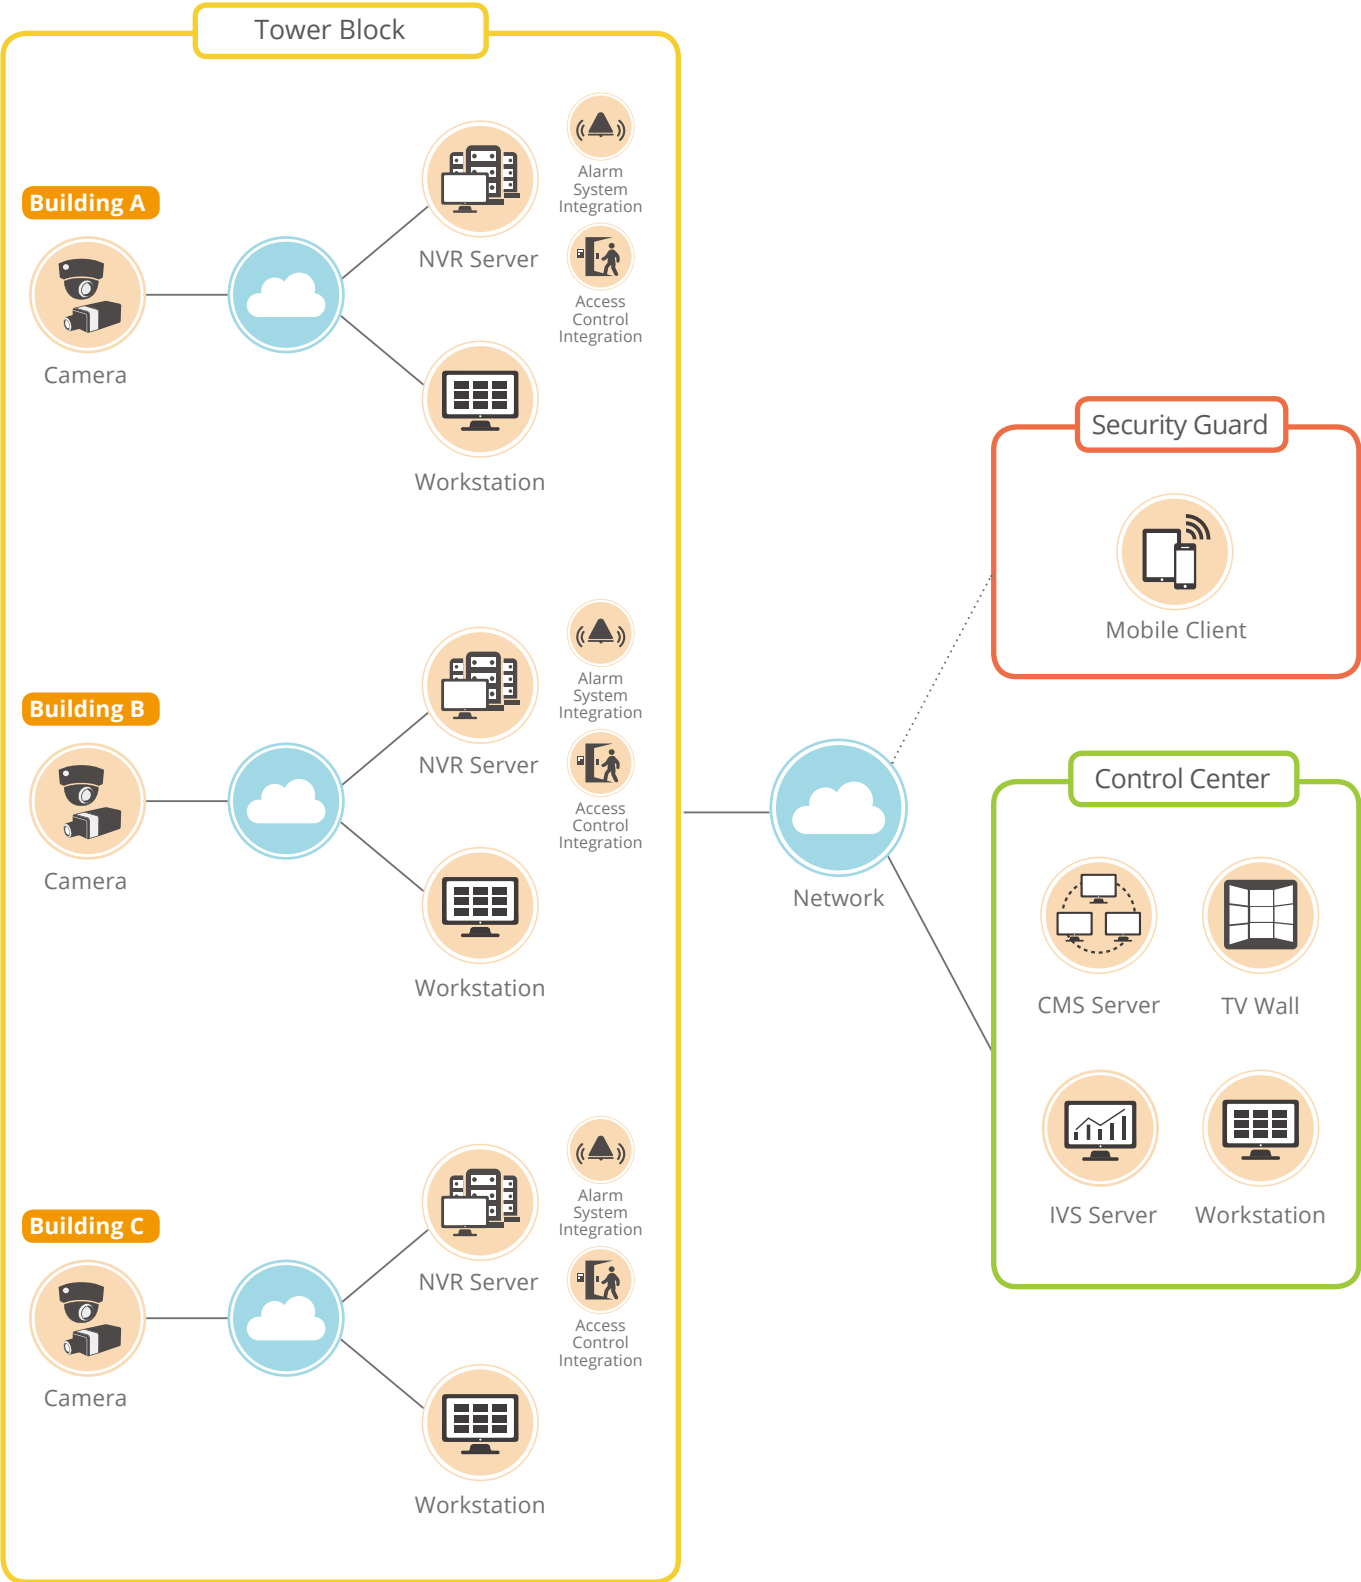 Tower Block
Building A
Camera
NVR Server
Alarm
System
Integration
Access
Control
Integration
Workstation
Building B
Camera
NVR Server
Alarm
System
Integration
Access
Control
Integration
Workstation
Building C
Camera
NVR Server
Alarm
System
Integration
Access
Control
Integration
Workstation
Network
Security Guard
Mobile Client
Control Center
CMS Server
TV Wall
IVS Server
Workstation